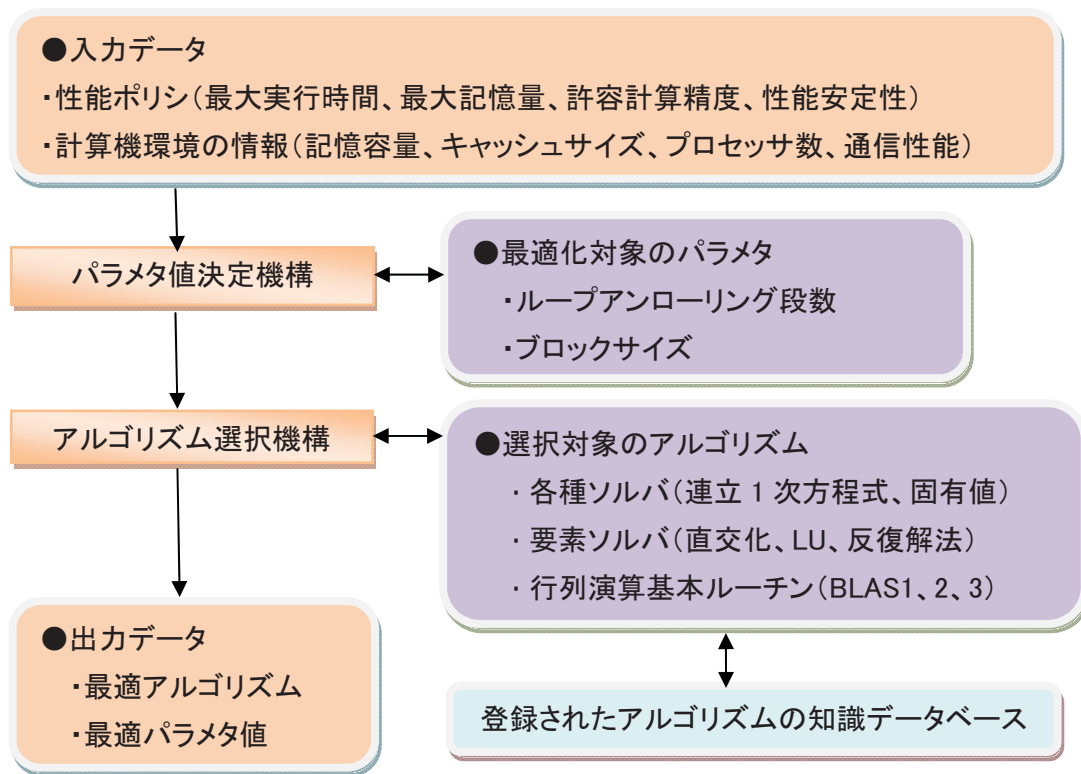 ●入力データ
・性能ポリシ(最大実行時間、最大記憶量、許容計算精度、性能安定性)
・計算機環境の情報(記憶容量、キャッシュサイズ、プロセッサ数、通信性能)
パラメタ値決定機構
●最適化対象のパラメタ
・ループアンローリング段数
・ブロックサイズ
アルゴリズム選択機構
●選択対象のアルゴリズム
・各種ソルバ(連立 1 次方程式、固有値)
・要素ソルバ(直交化、LU、反復解法)
・行列演算基本ルーチン(BLAS1、2、3)
●出力データ
・最適アルゴリズム
・最適パラメタ値
登録されたアルゴリズムの知識データベース